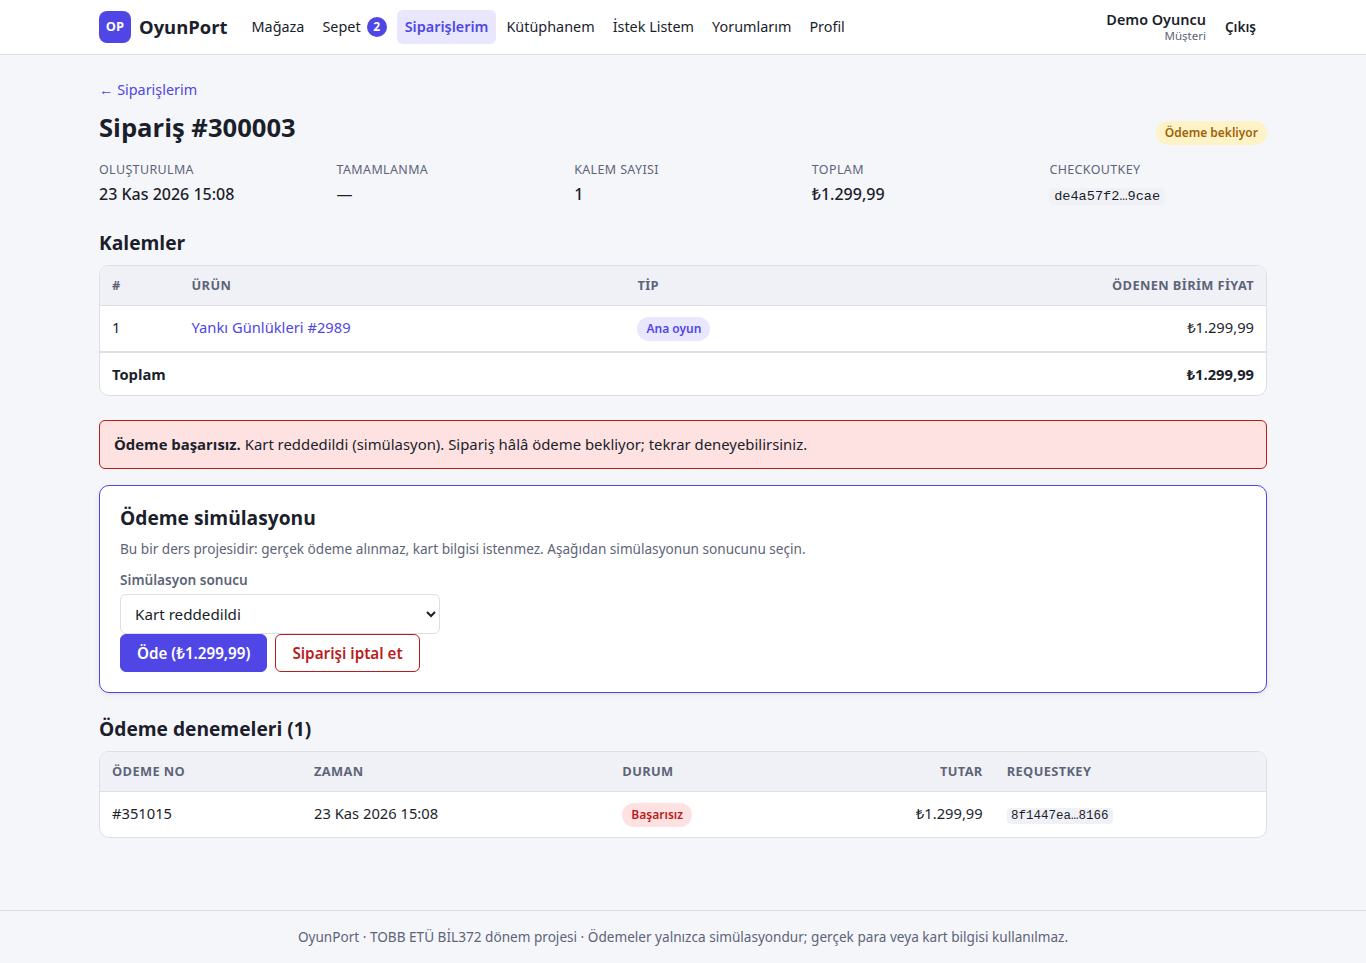 OP OyunPort Mağaza Sepet 2 Siparişlerim Kütüphanem İstek Listem Yorumlarım Profil Demo Oyuncu Çıkış
Müşteri
← Siparişlerim
Sipariş #300003 Ödeme bekliyor
OLUŞTURULMA TAMAMLANMA KALEM SAYISI TOPLAM CHECKOUTKEY
23 Kas 2026 15:08 — 1 ₺1.299,99 de4a57f2…9cae
Kalemler
# ÜRÜN TİP ÖDENEN BİRİM FİYAT
1 Yankı Günlükleri #2989 Ana oyun ₺1.299,99
Toplam ₺1.299,99
Ödeme başarısız. Kart reddedildi (simülasyon). Sipariş hâlâ ödeme bekliyor; tekrar deneyebilirsiniz.
Ödeme simülasyonu
Bu bir ders projesidir: gerçek ödeme alınmaz, kart bilgisi istenmez. Aşağıdan simülasyonun sonucunu seçin.
Simülasyon sonucu
Kart reddedildi
Öde (₺1.299,99) Siparişi iptal et
Ödeme denemeleri (1)
ÖDEME NO ZAMAN DURUM TUTAR REQUESTKEY
#351015 23 Kas 2026 15:08 Başarısız ₺1.299,99 8f1447ea…8166
OyunPort · TOBB ETÜ BİL372 dönem projesi · Ödemeler yalnızca simülasyondur; gerçek para veya kart bilgisi kullanılmaz.